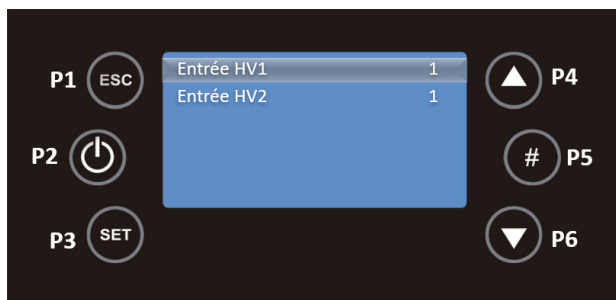 P1 ESC
Entrée HV1 1
P4
Entrée HV2 1
P2
# P5
P3 SET
P6